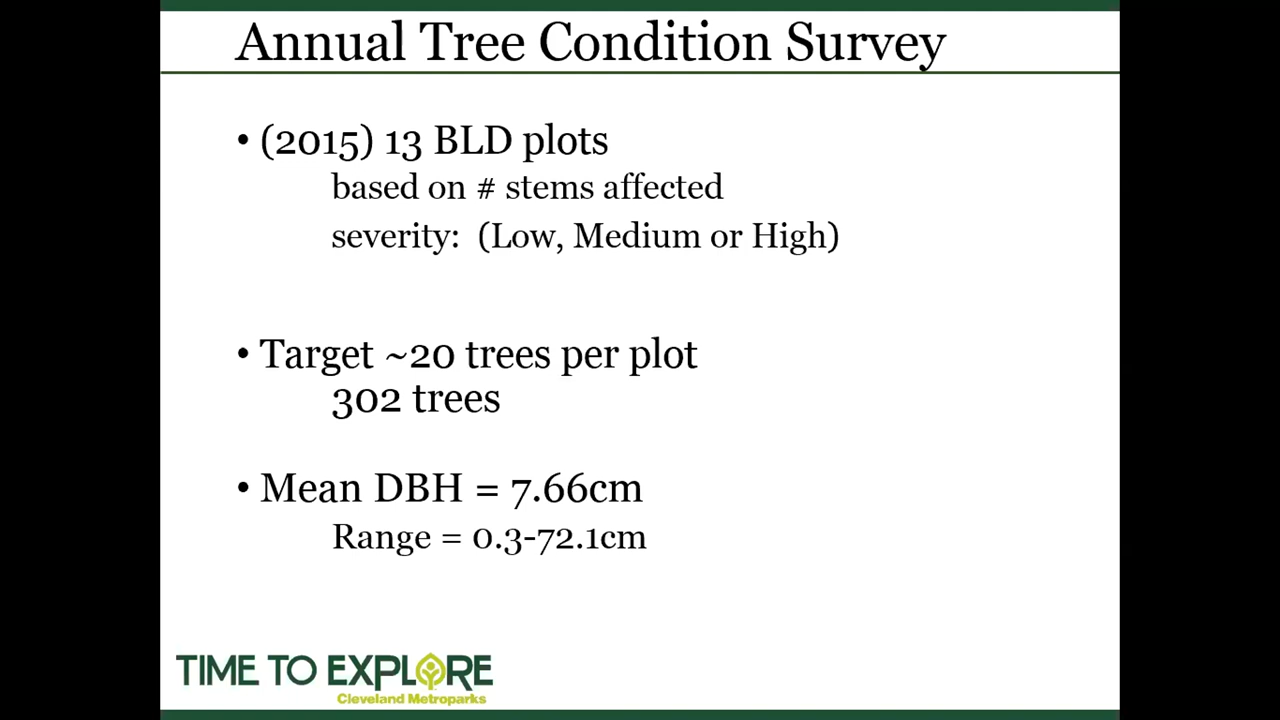 Annual Tree Condition Survey
• (2015) 13 BLD plots
based on # stems affected
severity: (Low, Medium or High)
• Target ~20 trees per plot
302 trees
• Mean DBH = 7.66cm
Range = 0.3-72.1cm
TIME TO EXPLORE
Cleveland Metroparks